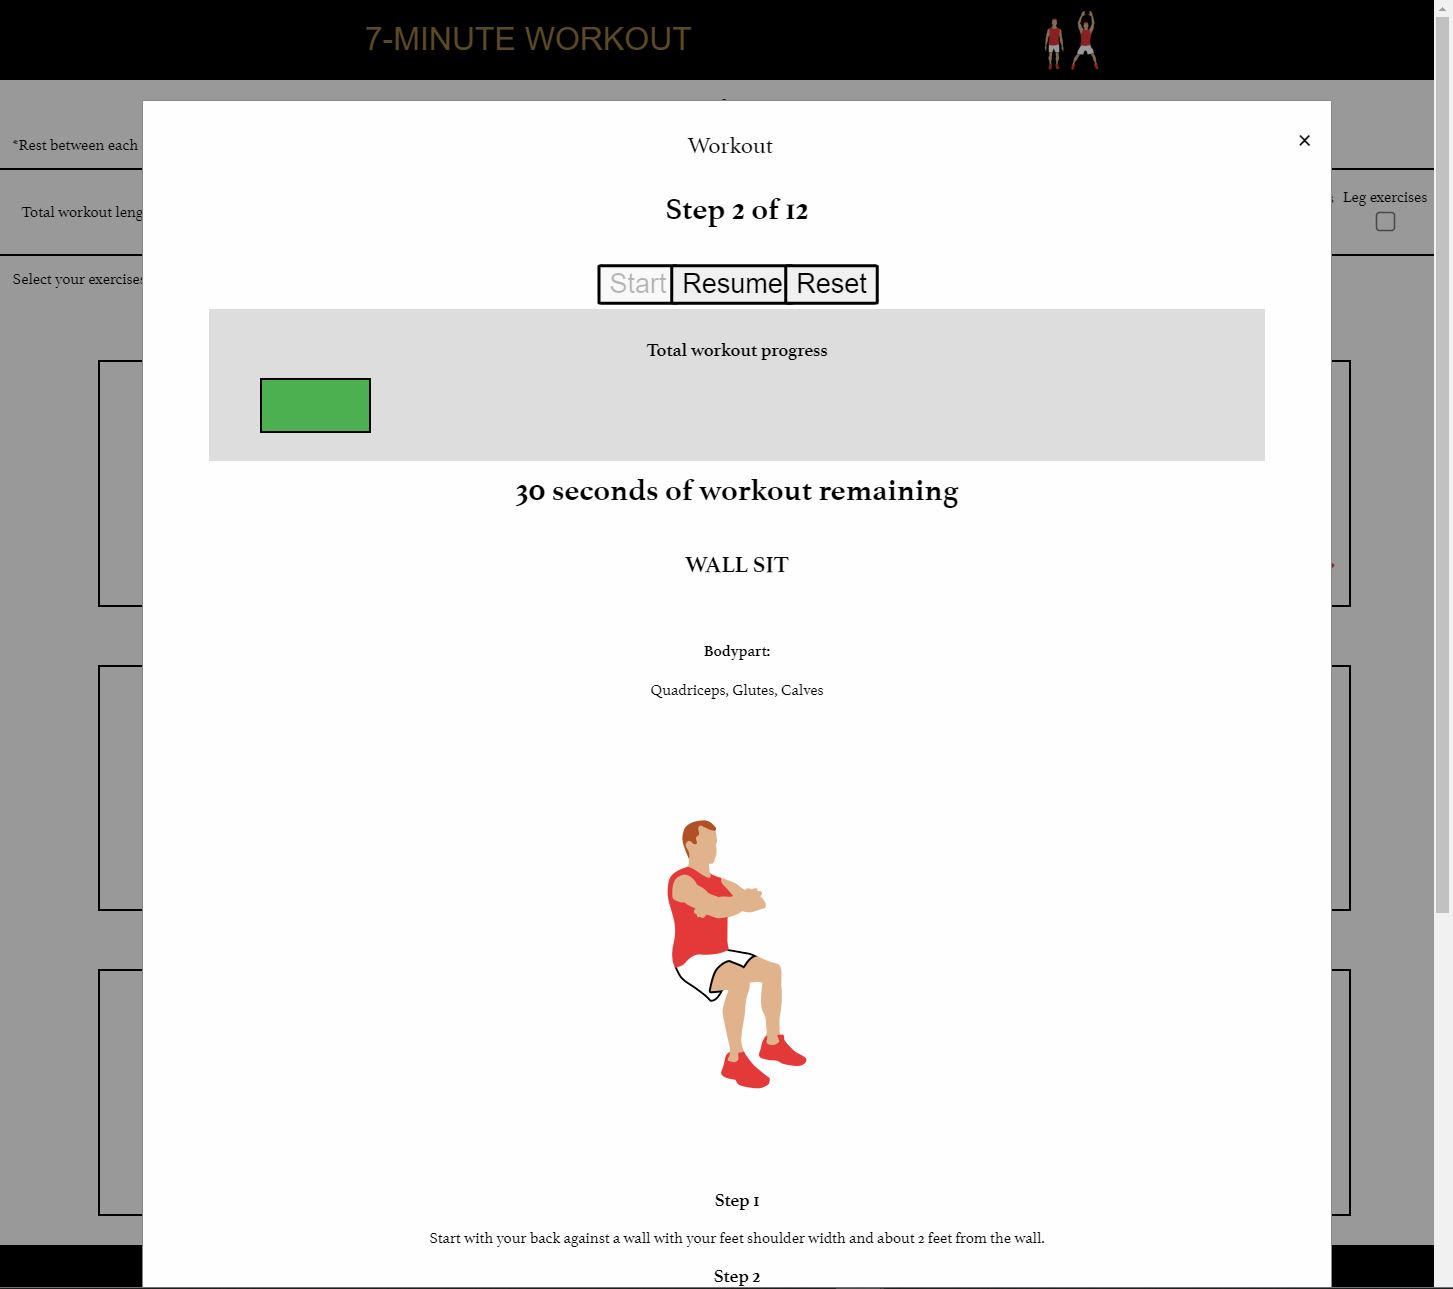 7-MINUTE WORKOUT
*Rest between each
Workout
×
Step 2 of 12
Total workout leng
Leg exercises
Select your exercises
Start Resume Reset
Total workout progress
30 seconds of workout remaining
WALL SIT
Bodypart:
Quadriceps, Glutes, Calves
Step 1
Start with your back against a wall with your feet shoulder width and about 2 feet from the wall.
Step 2